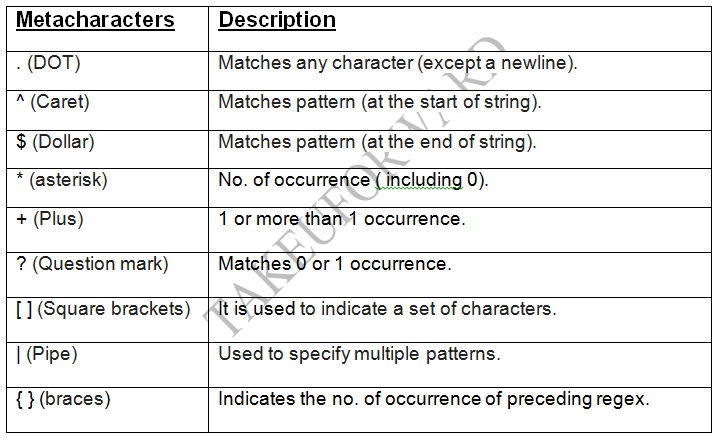 Metacharacters Description
. (DOT) Matches any character (except a newline).
^ (Caret) Matches pattern (at the start of string).
$ (Dollar) Matches pattern (at the end of string).
* (asterisk) No. of occurrence ( including 0).
+ (Plus) 1 or more than 1 occurrence.
? (Question mark) Matches 0 or 1 occurrence.
[ ] (Square brackets) It is used to indicate a set of characters.
| (Pipe) Used to specify multiple patterns.
{ } (braces) Indicates the no. of occurrence of preceding regex.
TAKEUFORWARD